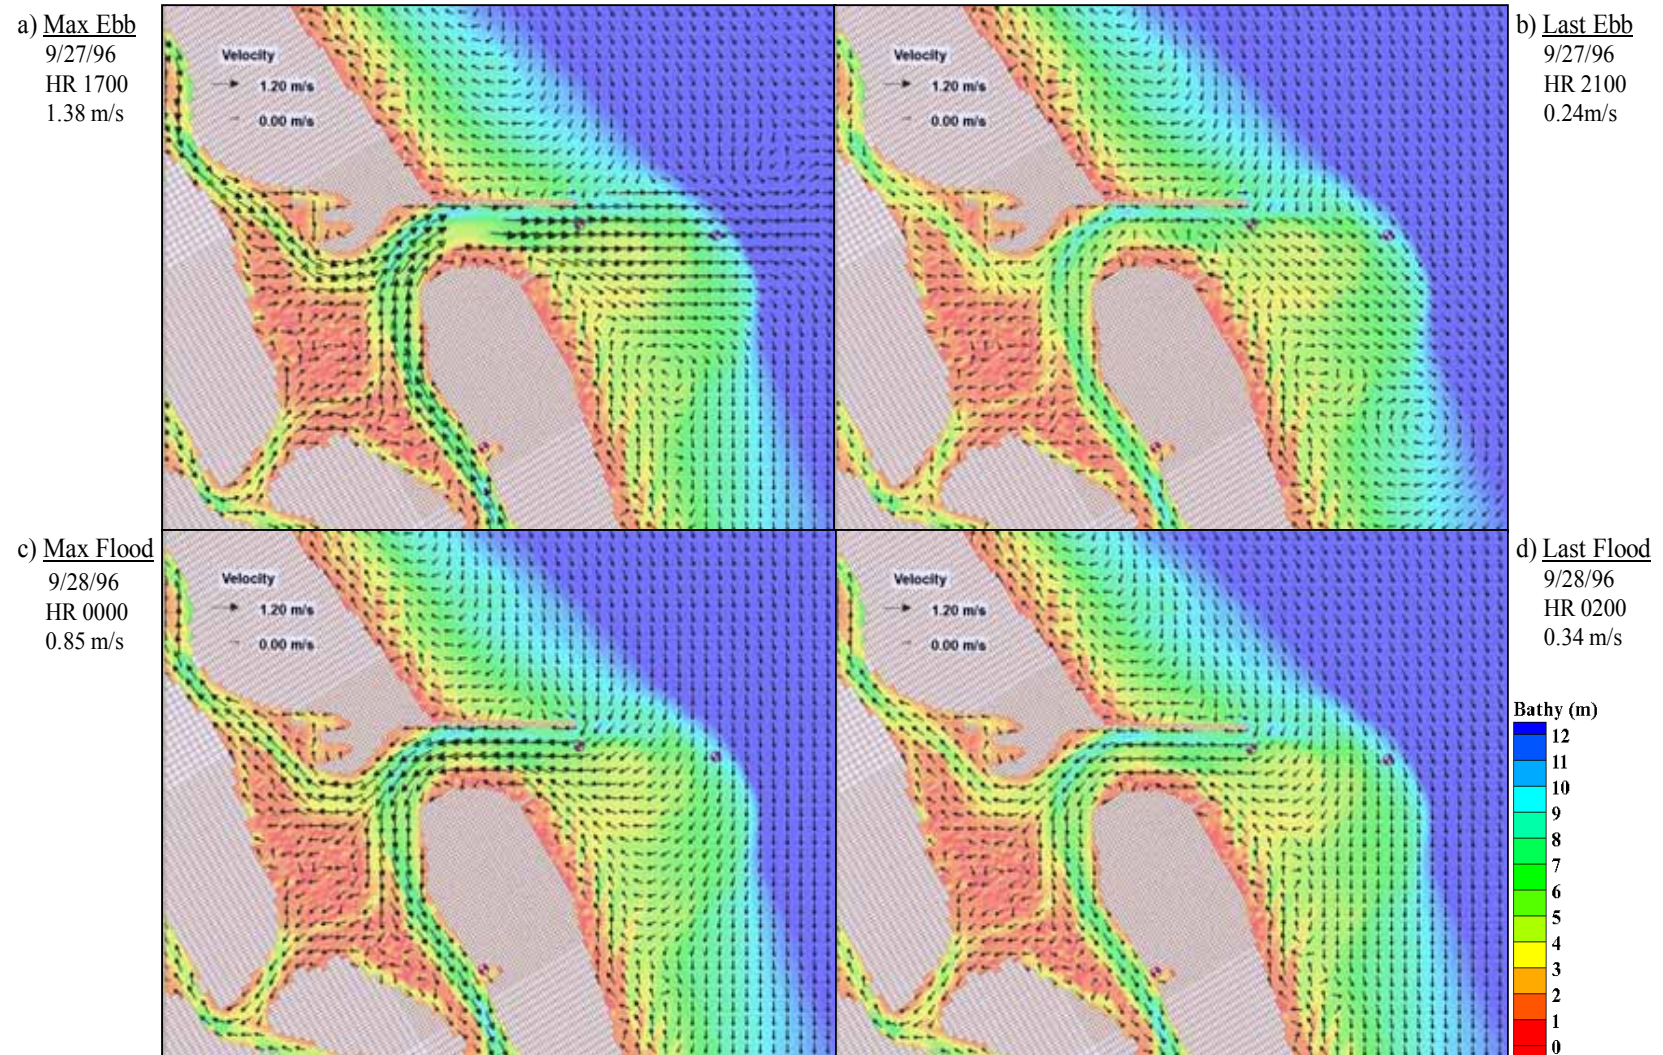 a) Max Ebb
9/27/96
HR 1700
1.38 m/s
Velocity
1.20 m/s
0.00 m/s
Velocity
1.20 m/s
0.00 m/s
b) Last Ebb
9/27/96
HR 2100
0.24m/s
c) Max Flood
9/28/96
HR 0000
0.85 m/s
Velocity
1.20 m/s
0.00 m/s
Velocity
1.20 m/s
0.00 m/s
d) Last Flood
9/28/96
HR 0200
0.34 m/s
Bathy (m)
12
11
10
9
8
7
6
5
4
3
2
1
0